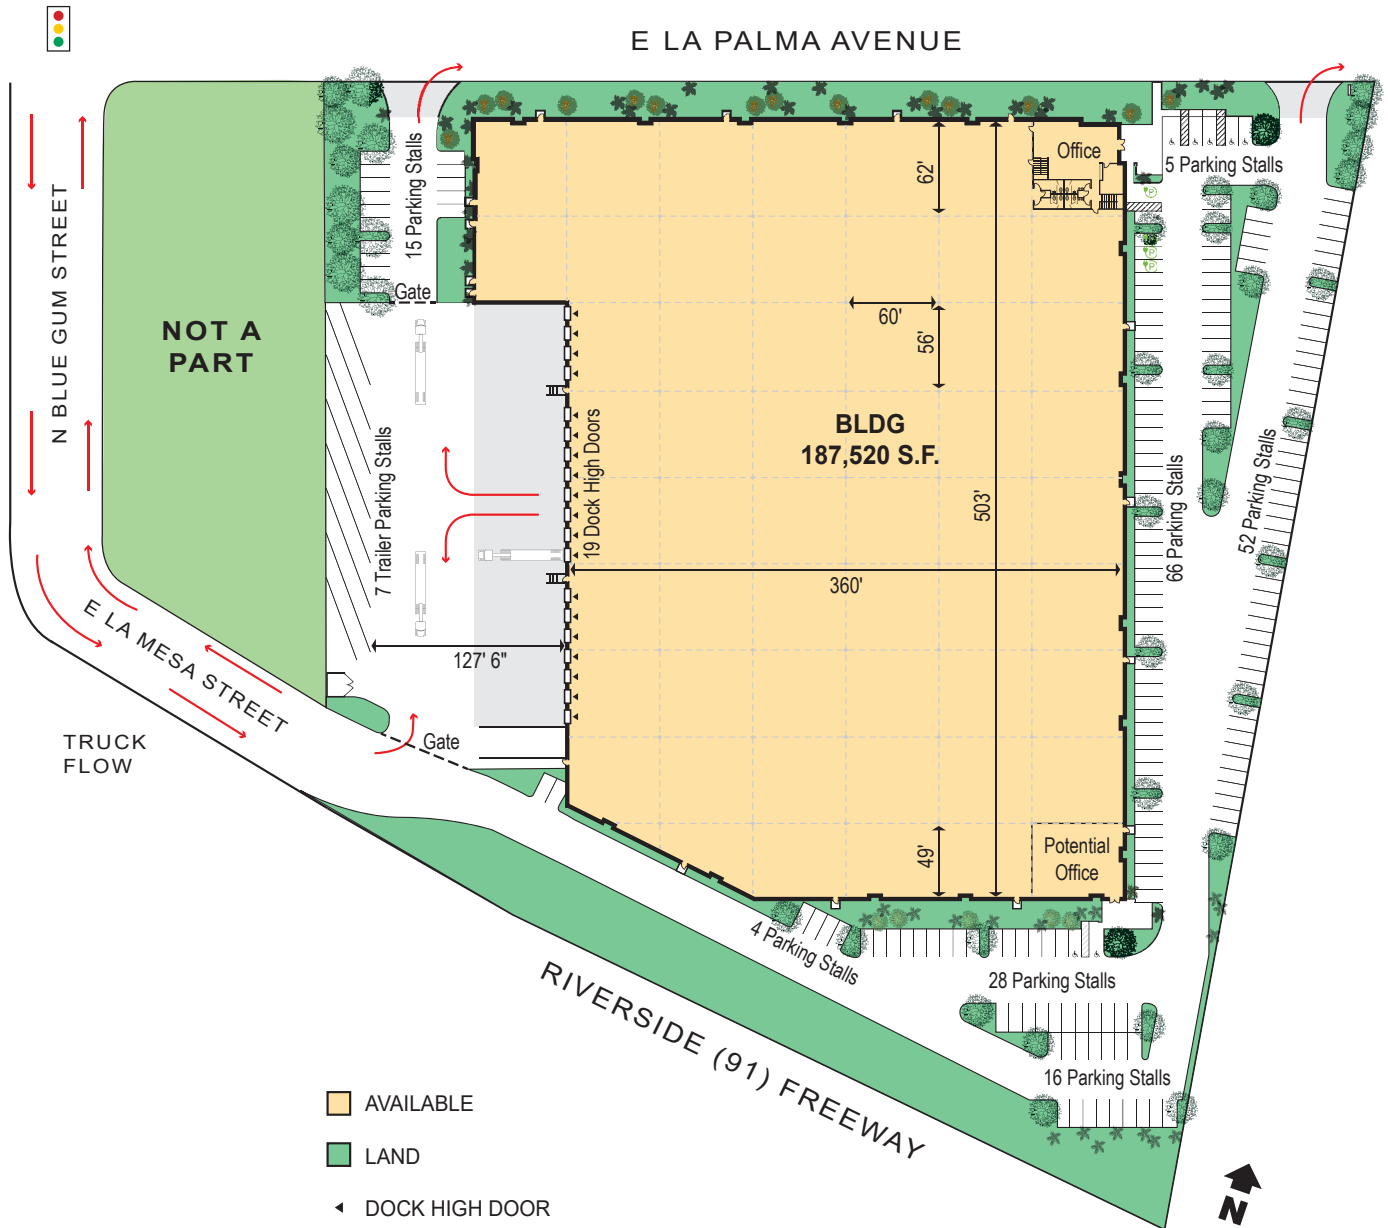 E LA PALMA AVENUE
N BLUE GUM STREET
NOT A
PART
15 Parking Stalls
Gate
62'
Office
5 Parking Stalls
60'
56'
BLDG
187,520 S.F.
503'
360'
19 Dock High Doors
7 Trailer Parking Stalls
127' 6"
66 Parking Stalls
52 Parking Stalls
E LA MESA STREET
TRUCK
FLOW
Gate
49'
Potential
Office
4 Parking Stalls
28 Parking Stalls
16 Parking Stalls
RIVERSIDE (91) FREEWAY
AVAILABLE
LAND
DOCK HIGH DOOR
N